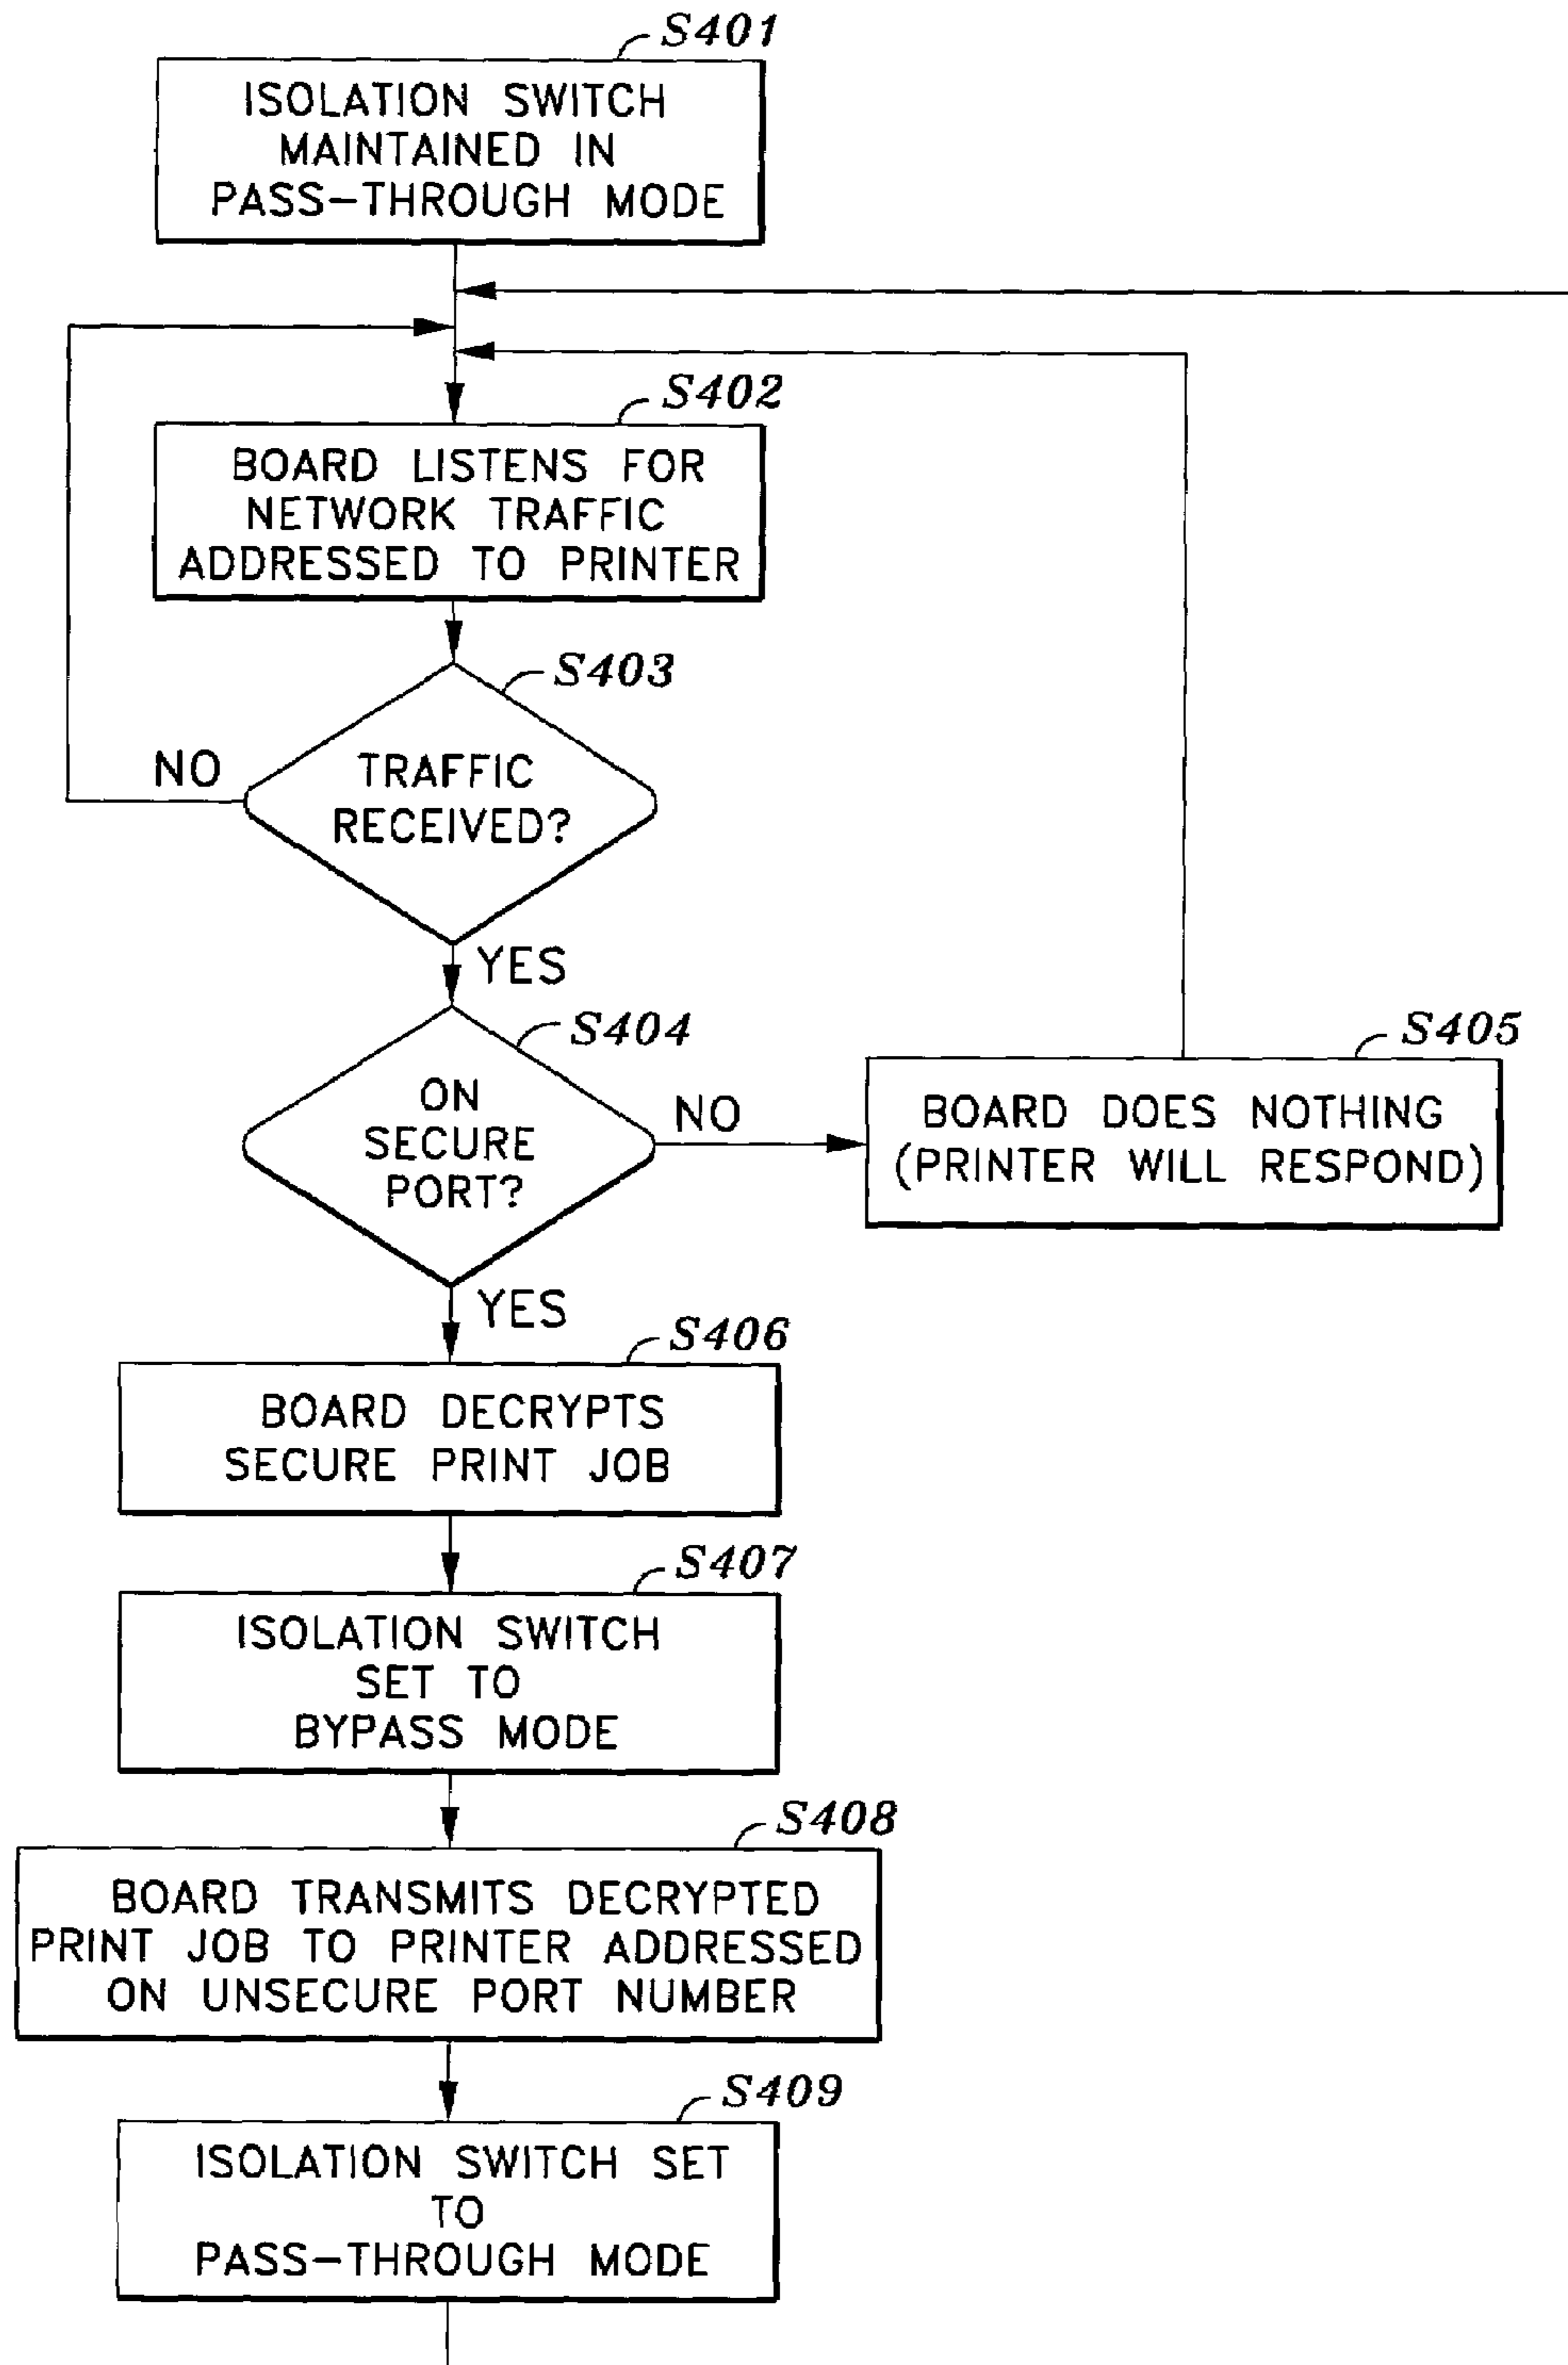 S401
ISOLATION SWITCH
MAINTAINED IN
PASS-THROUGH MODE
S402
BOARD LISTENS FOR
NETWORK TRAFFIC
ADDRESSED TO PRINTER
S403
TRAFFIC
RECEIVED?
NO
YES
S404
ON
SECURE
PORT?
NO
S405
BOARD DOES NOTHING
(PRINTER WILL RESPOND)
YES
S406
BOARD DECRYPTS
SECURE PRINT JOB
S407
ISOLATION SWITCH
SET TO
BYPASS MODE
S408
BOARD TRANSMITS DECRYPTED
PRINT JOB TO PRINTER ADDRESSED
ON UNSECURE PORT NUMBER
S409
ISOLATION SWITCH SET
TO
PASS-THROUGH MODE